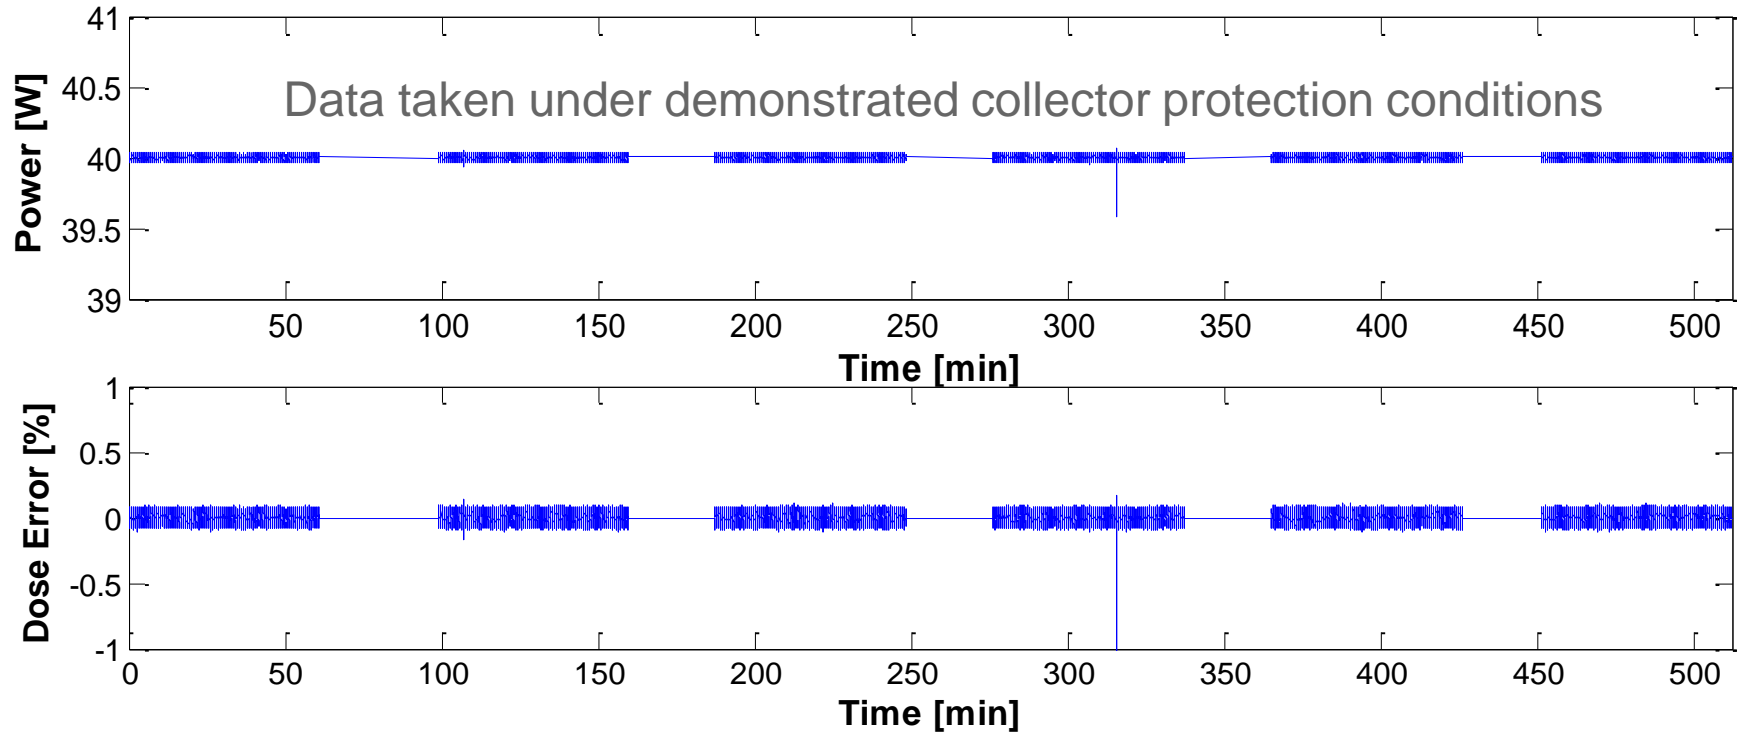 41
40.5
40
39.5
39
Power [W]
Data taken under demonstrated collector protection conditions
50 100 150 200 250 300 350 400 450 500
Time [min]
1
0.5
0
-0.5
-1
Dose Error [%]
0 50 100 150 200 250 300 350 400 450 500
Time [min]